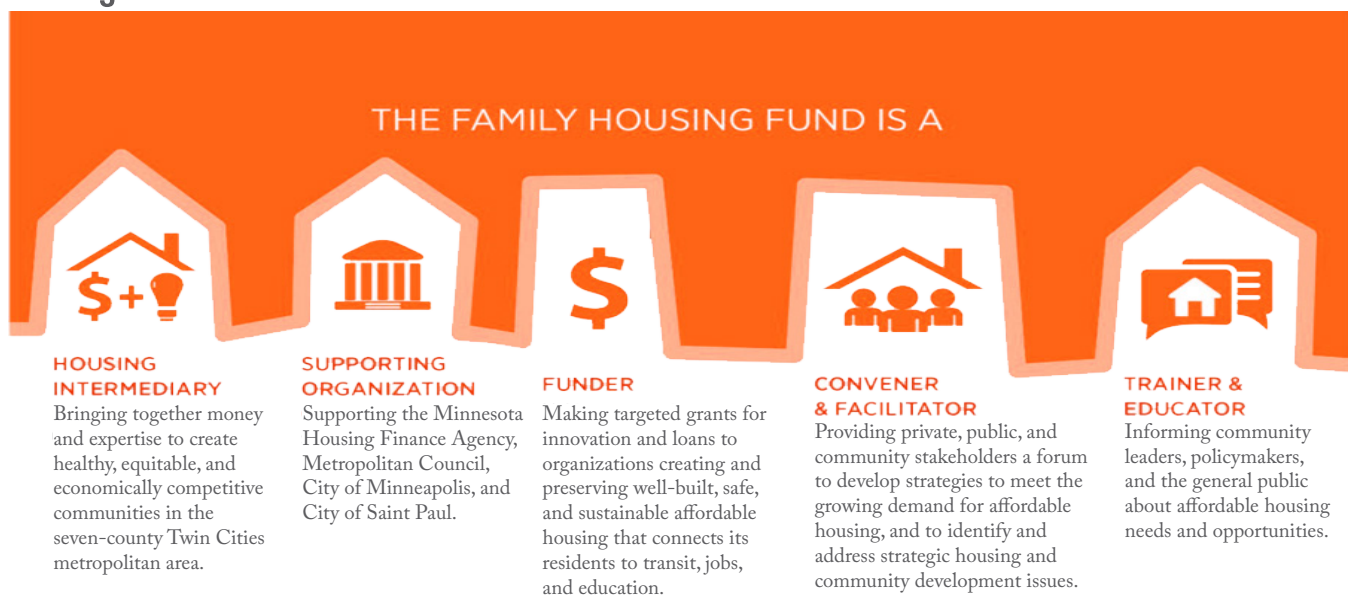 THE FAMILY HOUSING FUND IS A
HOUSING
INTERMEDIARY
Bringing together money
and expertise to create
healthy, equitable, and
economically competitive
communities in the
seven-county Twin Cities
metropolitan area.
SUPPORTING
ORGANIZATION
Supporting the Minnesota
Housing Finance Agency,
Metropolitan Council,
City of Minneapolis, and
City of Saint Paul.
FUNDER
Making targeted grants for
innovation and loans to
organizations creating and
preserving well-built, safe,
and sustainable affordable
housing that connects its
residents to transit, jobs,
and education.
CONVENER
& FACILITATOR
Providing private, public, and
community stakeholders a forum
to develop strategies to meet the
growing demand for affordable
housing, and to identify and
address strategic housing and
community development issues.
TRAINER &
EDUCATOR
Informing community
leaders, policymakers,
and the general public
about affordable housing
needs and opportunities.